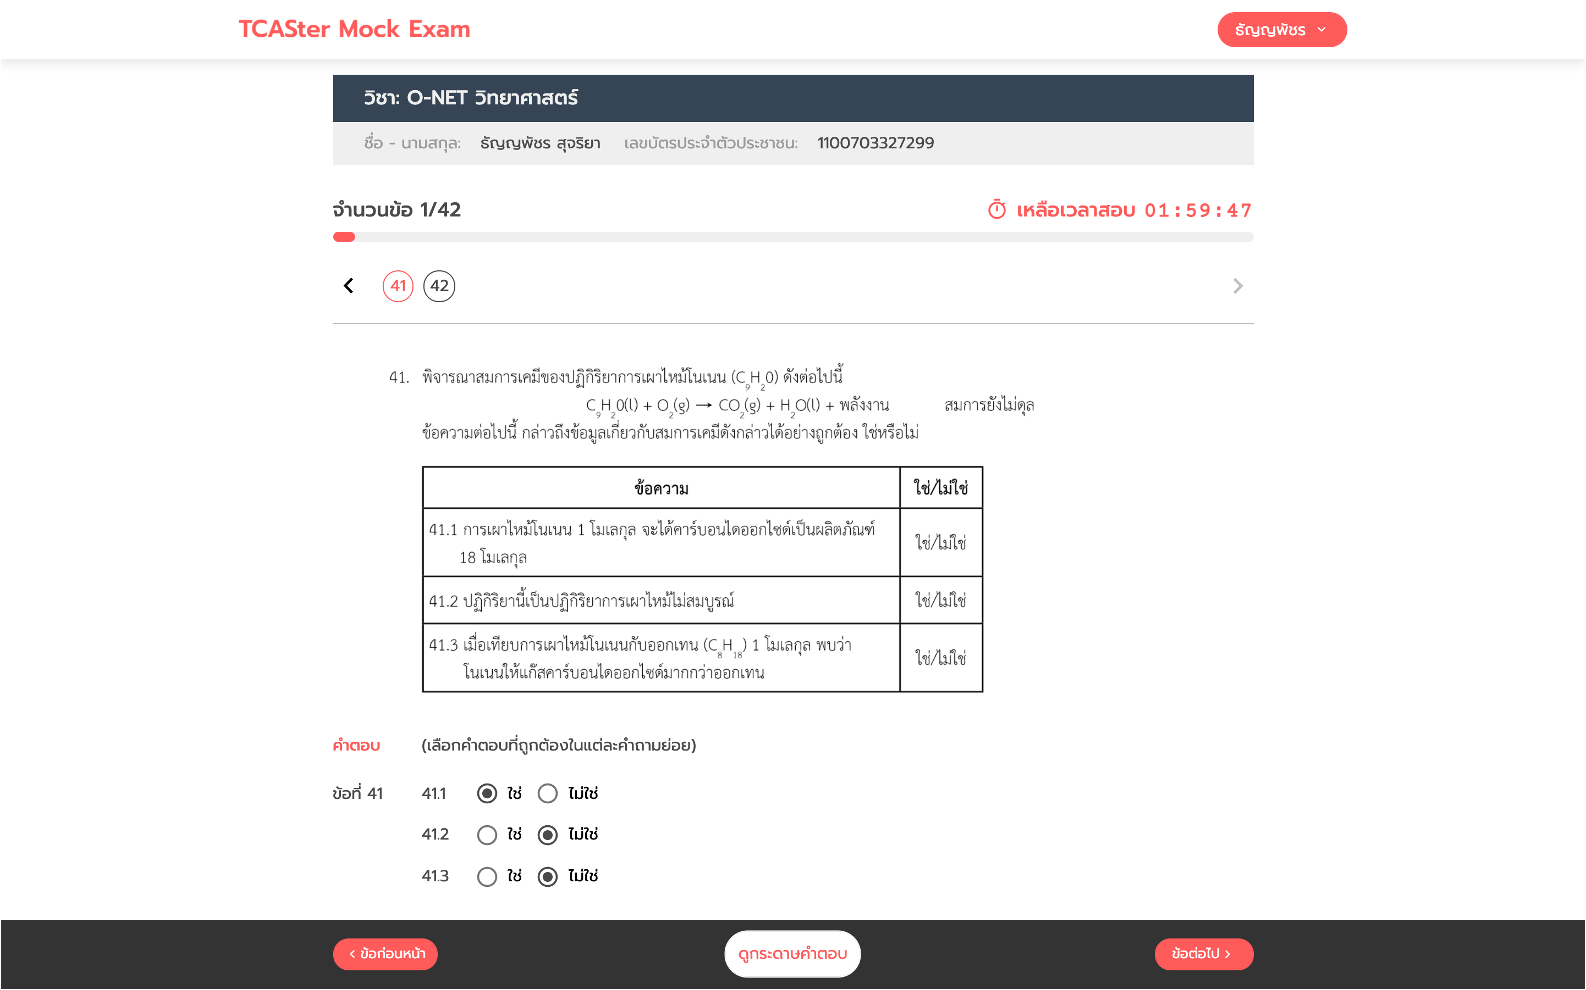 TCASter Mock Exam
ธัญญพัชร
วิชา: O-NET วิทยาศาสตร์
ชื่อ - นามสกุล: ธัญญพัชร สุจริยา เลขบัตรประจำตัวประชาชน: 1100703327299
จำนวนข้อ 1/42
เหลือเวลาสอบ 01:59:47
41 42
41. พิจารณาสมการเคมีของปฏิกิริยาการเผาไหม้โนเนน (C₉H₂0) ดังต่อไปนี้
C₉H₂0(l) + O₂(g) → CO₂(g) + H₂O(l) + พลังงาน สมการยังไม่ดุล
ข้อความต่อไปนี้ กล่าวถึงข้อมูลเกี่ยวกับสมการเคมีดังกล่าวได้อย่างถูกต้อง ใช่หรือไม่
ข้อความ ใช่/ไม่ใช่
41.1 การเผาไหม้โนเนน 1 โมเลกุล จะได้คาร์บอนไดออกไซด์เป็นผลิตภัณฑ์
18 โมเลกุล
ใช่/ไม่ใช่
41.2 ปฏิกิริยานี้เป็นปฏิกิริยาการเผาไหม้ไม่สมบูรณ์ ใช่/ไม่ใช่
41.3 เมื่อเทียบการเผาไหม้โนเนนกับออกเทน (C₈H₁₈) 1 โมเลกุล พบว่า
โนเนนให้แก๊สคาร์บอนไดออกไซด์มากกว่าออกเทน
ใช่/ไม่ใช่
คำตอบ (เลือกคำตอบที่ถูกต้องในแต่ละคำถามย่อย)
ข้อที่ 41 41.1 ใช่ ไม่ใช่
41.2 ใช่ ไม่ใช่
41.3 ใช่ ไม่ใช่
< ข้อก่อนหน้า ดูกระดาษคำตอบ ข้อต่อไป >